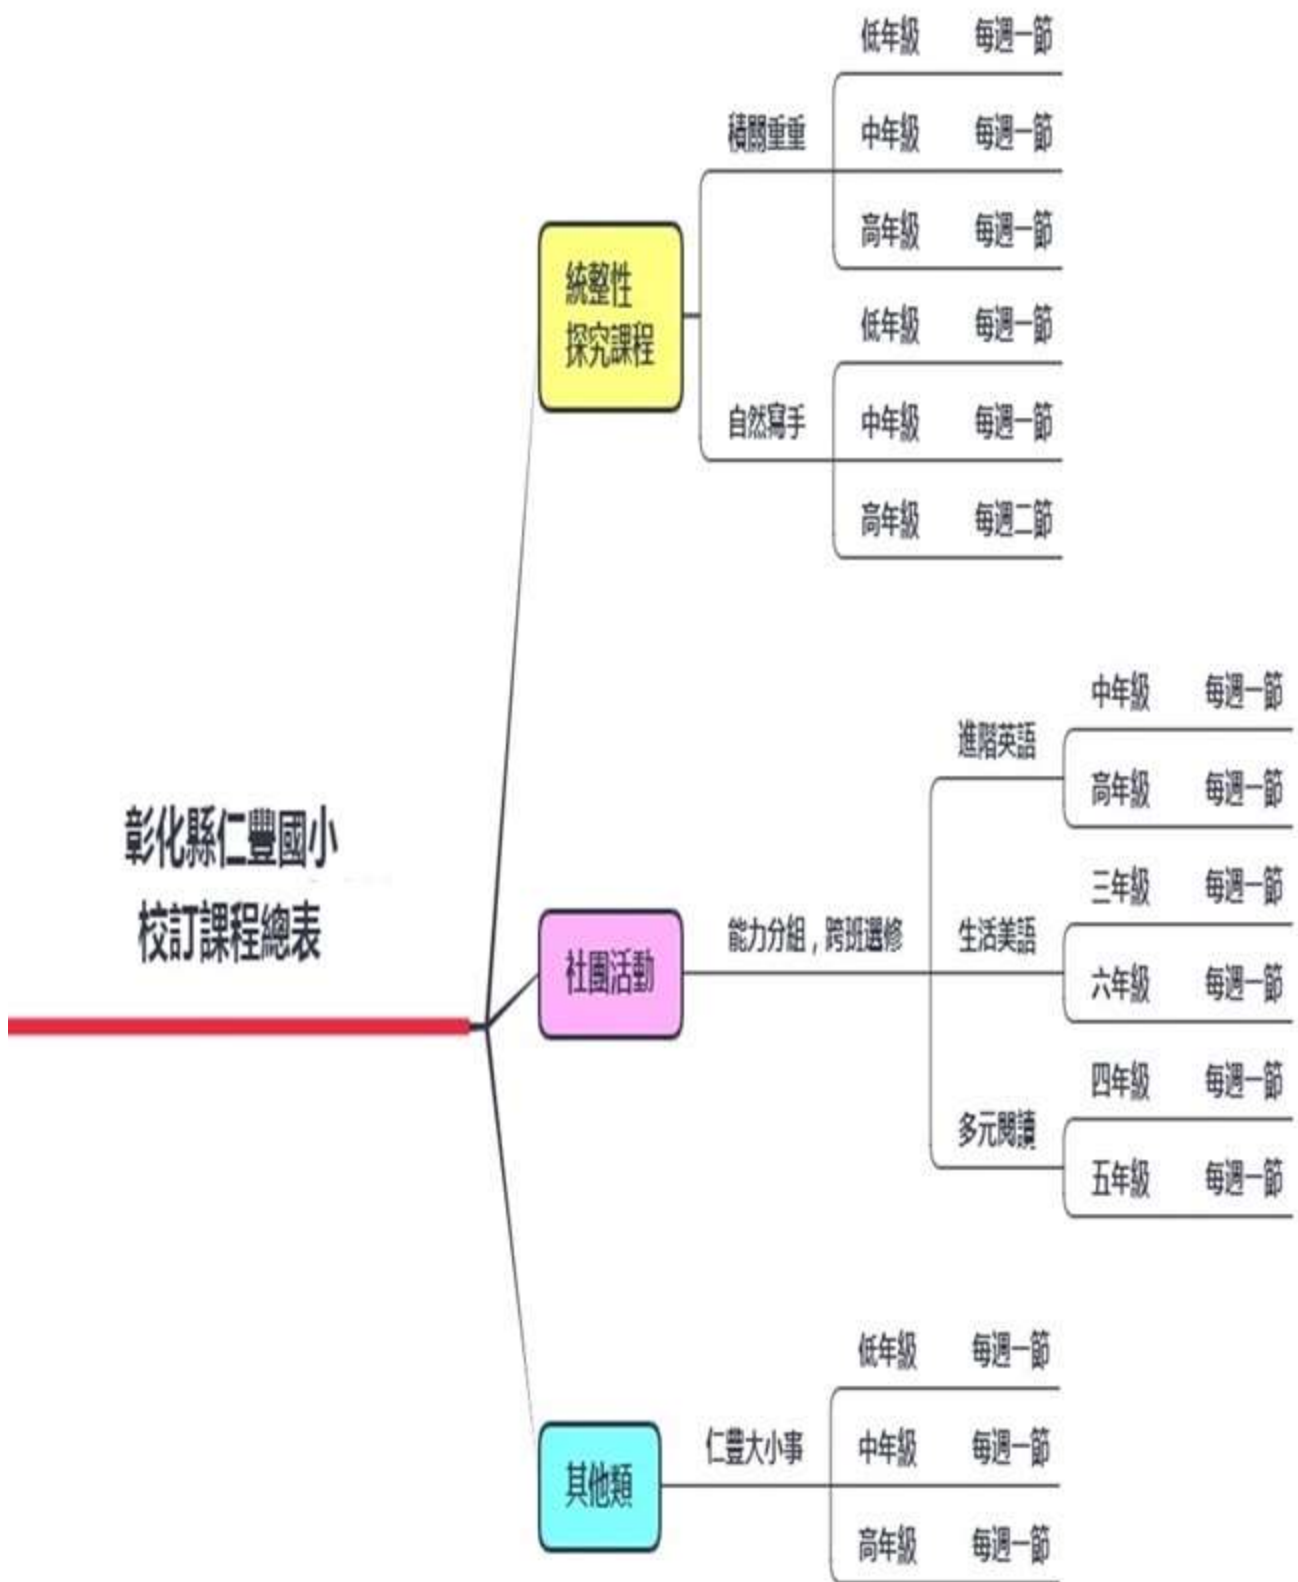 彰化縣仁豐國小
校訂課程總表
統整性
探究課程
積關重重
低年級 每週一節
中年級 每週一節
高年級 每週一節
自然寫手
低年級 每週一節
中年級 每週一節
高年級 每週二節
社團活動
能力分組，跨班選修
進階英語
中年級 每週一節
高年級 每週一節
生活美語
三年級 每週一節
六年級 每週一節
多元閱讀
四年級 每週一節
五年級 每週一節
其他類
仁豐大小事
低年級 每週一節
中年級 每週一節
高年級 每週一節